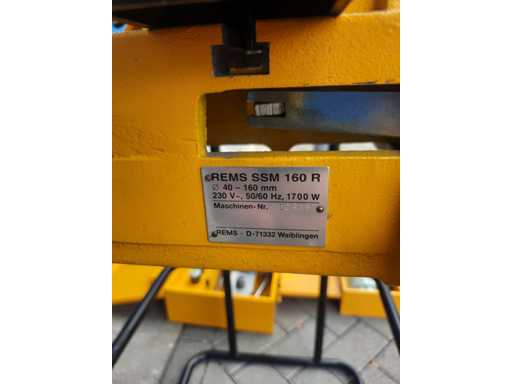 REMS SSM 160 R
Ø 40 – 160 mm
230 V~, 50/60 Hz, 1700 W
Maschinen-Nr.
REMS - D-71332 Waiblingen